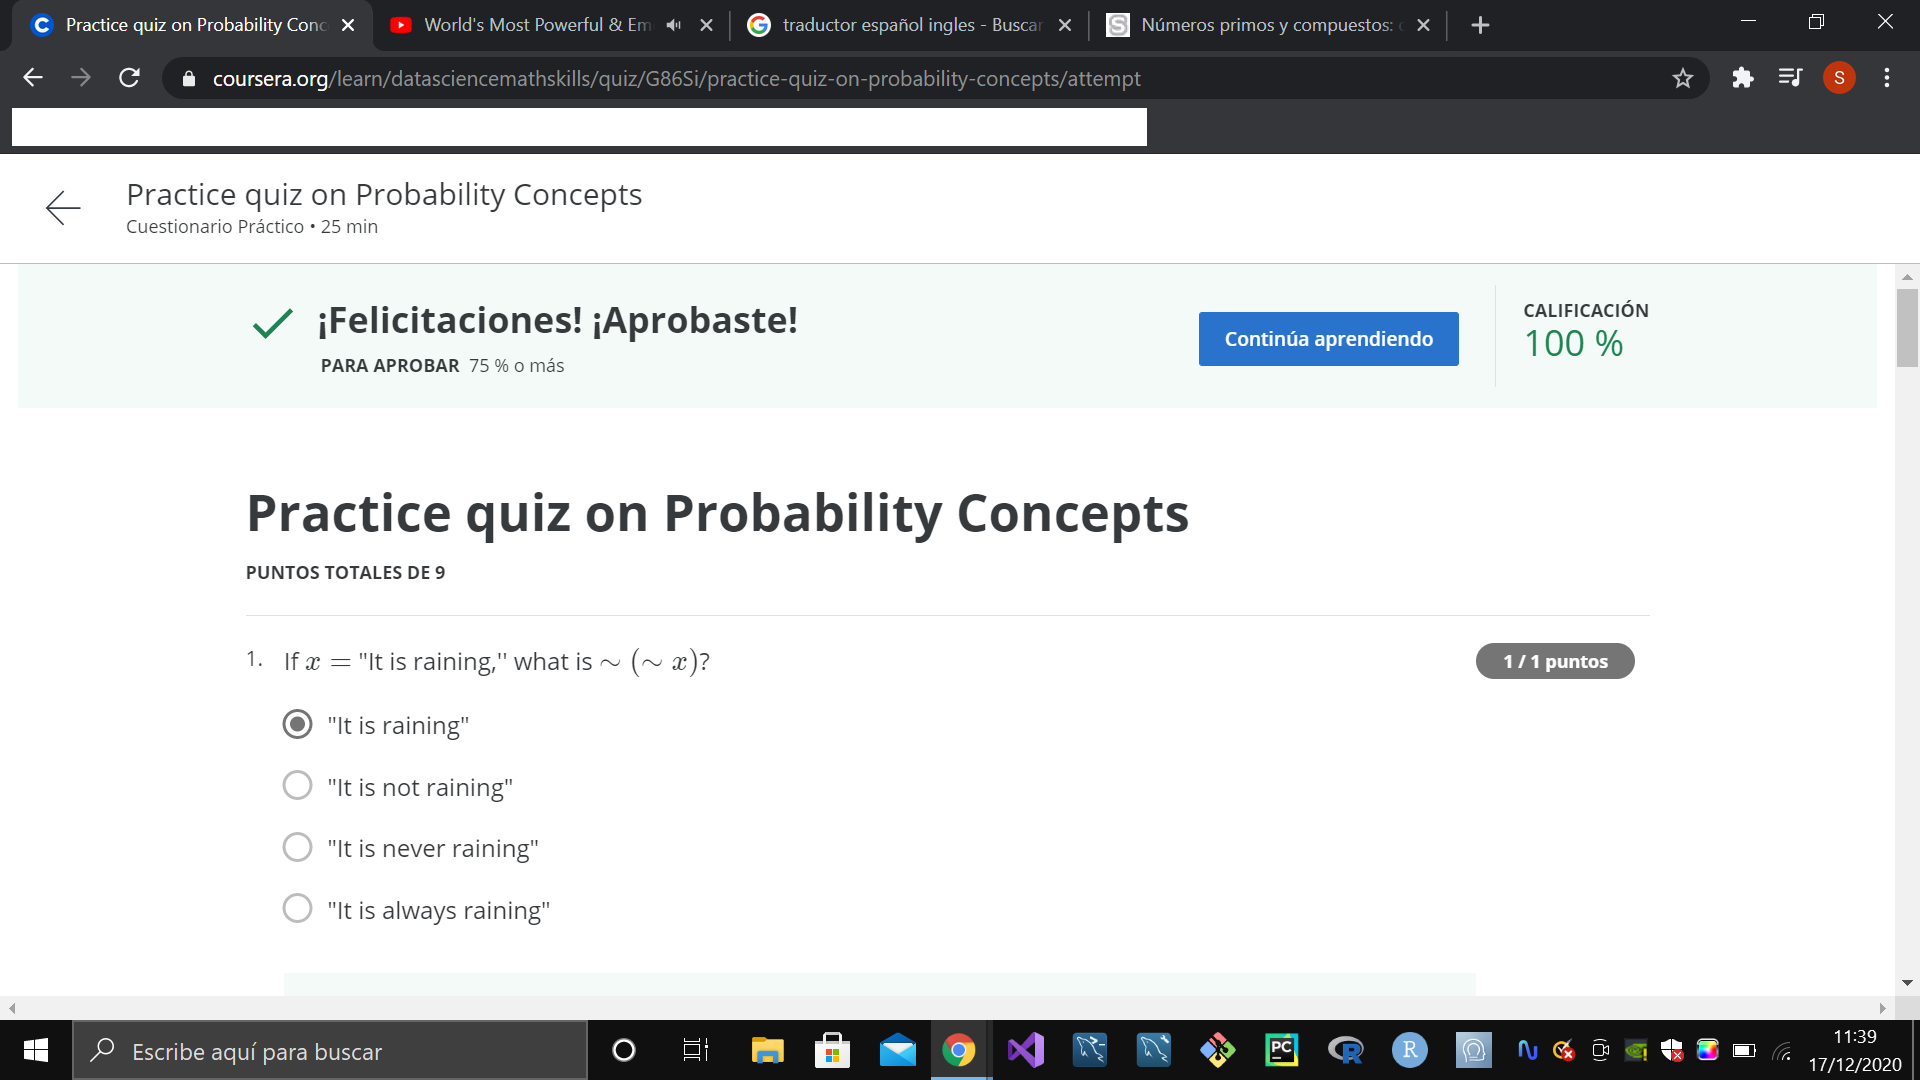 Practice quiz on Probability Conc
World's Most Powerful & Em
traductor español ingles - Buscar
Números primos y compuestos:
S
coursera.org/learn/datasciencemathskills/quiz/G86Si/practice-quiz-on-probability-concepts/attempt
S
Practice quiz on Probability Concepts
Cuestionario Práctico • 25 min
¡Felicitaciones! ¡Aprobaste!
PARA APROBAR 75 % o más
Continúa aprendiendo
CALIFICACIÓN
100 %
Practice quiz on Probability Concepts
PUNTOS TOTALES DE 9
1. If x = "It is raining,'' what is ∼ (∼ x)?
1 / 1 puntos
"It is raining"
"It is not raining"
"It is never raining"
"It is always raining"
Escribe aquí para buscar
PC
R
R
11:39
17/12/2020